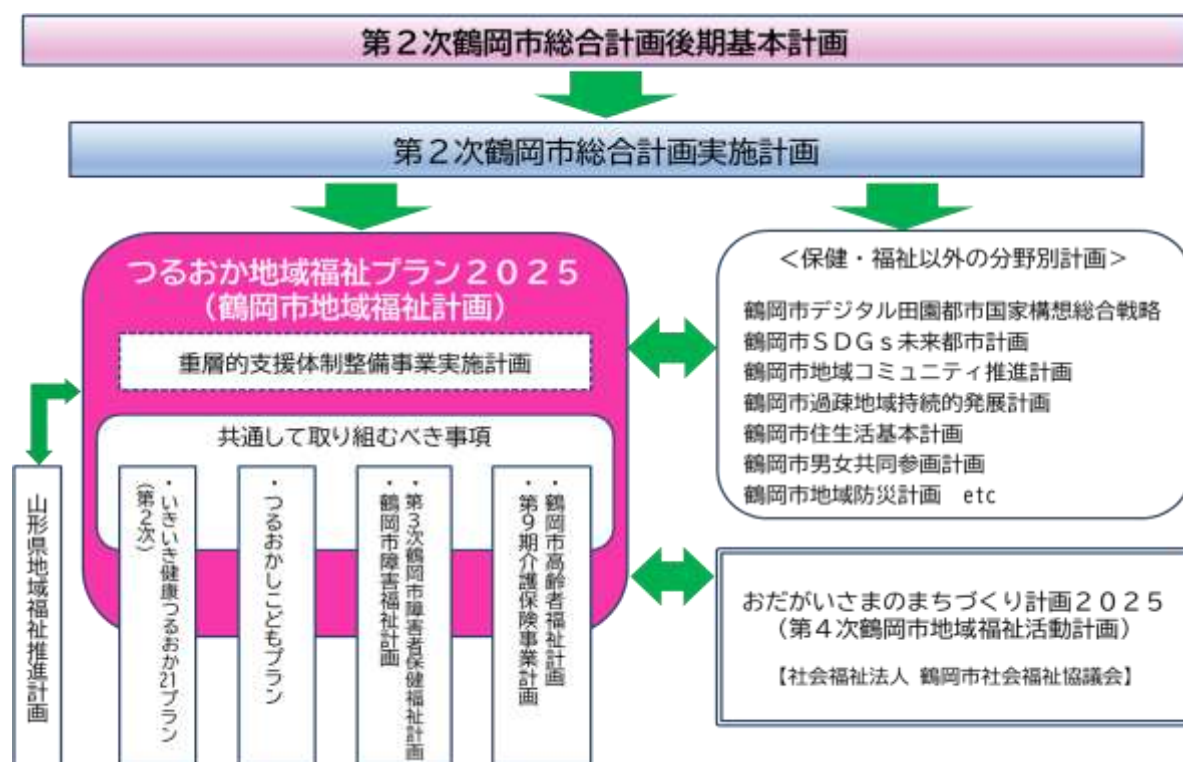 第２次鶴岡市総合計画後期基本計画
第２次鶴岡市総合計画実施計画
つるおか地域福祉プラン２０２５
（鶴岡市地域福祉計画）
重層的支援体制整備事業実施計画
共通して取り組むべき事項
山形県地域福祉推進計画
・いきいき健康つるおか21プラン
（第２次）
・つるおかしこどもプラン
・第３次鶴岡市障害者保健福祉計画
・鶴岡市障害福祉計画
・鶴岡市高齢者福祉計画
・第９期介護保険事業計画
＜保健・福祉以外の分野別計画＞
鶴岡市デジタル田園都市国家構想総合戦略
鶴岡市ＳＤＧｓ未来都市計画
鶴岡市地域コミュニティ推進計画
鶴岡市過疎地域持続的発展計画
鶴岡市住生活基本計画
鶴岡市男女共同参画計画
鶴岡市地域防災計画　etc
おだがいさまのまちづくり計画２０２５
（第４次鶴岡市地域福祉活動計画）
【社会福祉法人 鶴岡市社会福祉協議会】